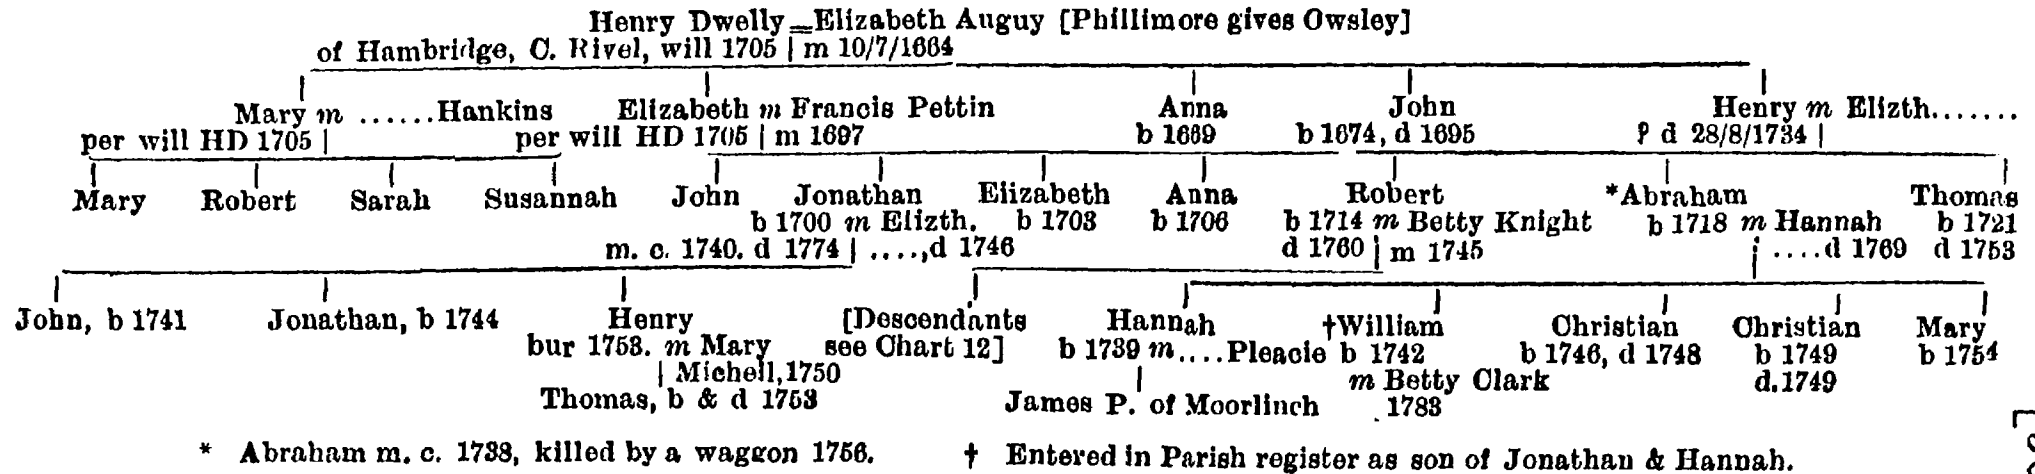 Henry Dwelly=Elizabeth Auguy [Phillimore gives Owsley]
of Hambridge, C. Rivel, will 1705 | m 10/7/1664
Mary m ......Hankins Elizabeth m Francis Pettin Anna John Henry m Elizth.......
per will HD 1705 | per will HD 1705 | m 1697 b 1669 b 1674, d 1695 ? d 28/8/1734 |
Mary Robert Sarah Susannah John Jonathan Elizabeth Anna Robert *Abraham Thomas
b 1700 m Elizth. b 1703 b 1706 b 1714 m Betty Knight b 1718 m Hannah b 1721
m. c. 1740. d 1774 | ....,d 1746 d 1760 | m 1745 ....d 1769 d 1753
John, b 1741 Jonathan, b 1744 Henry [Descendants Hannah †William Christian Christian Mary
bur 1753. m Mary see Chart 12] b 1739 m....Pleacie b 1742 b 1746, d 1748 b 1749 b 1754
| Michell,1750 m Betty Clark d.1749
Thomas, b & d 1753 James P. of Moorlinch 1783
* Abraham m. c. 1738, killed by a waggon 1756. † Entered in Parish register as son of Jonathan & Hannah.